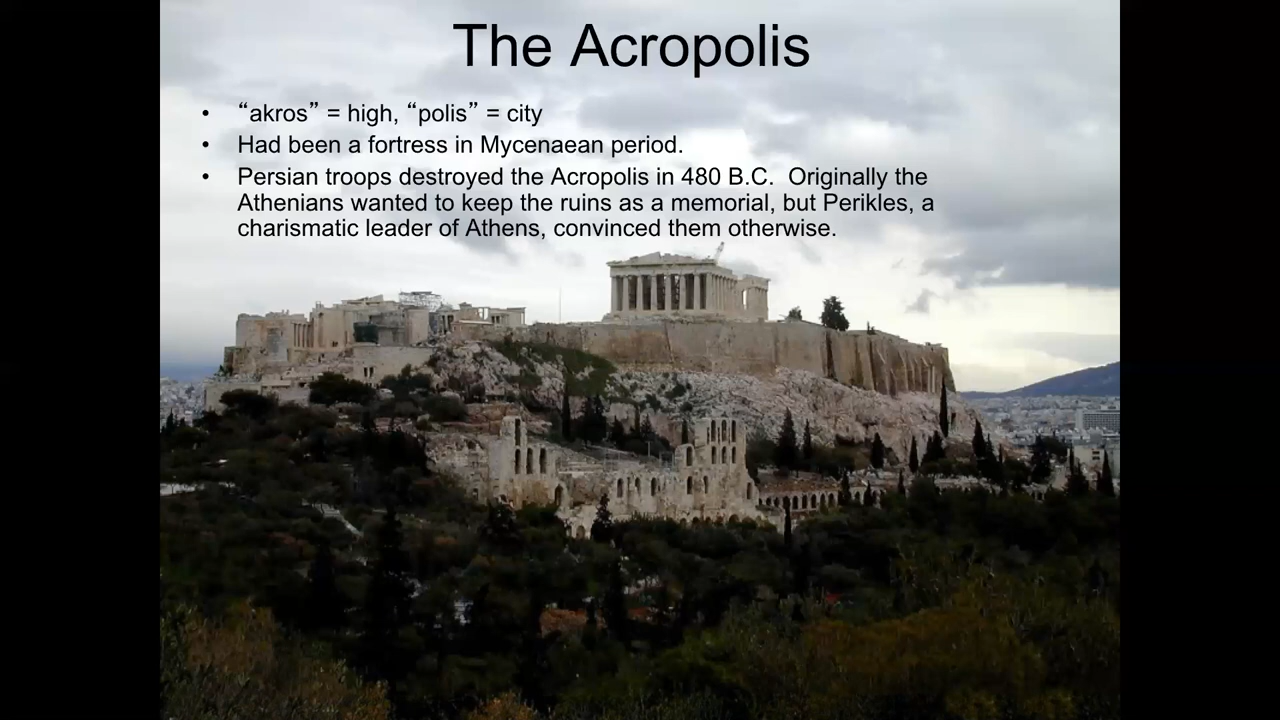 The Acropolis
• “akros” = high, “polis” = city
• Had been a fortress in Mycenaean period.
• Persian troops destroyed the Acropolis in 480 B.C.  Originally the
Athenians wanted to keep the ruins as a memorial, but Perikles, a
charismatic leader of Athens, convinced them otherwise.